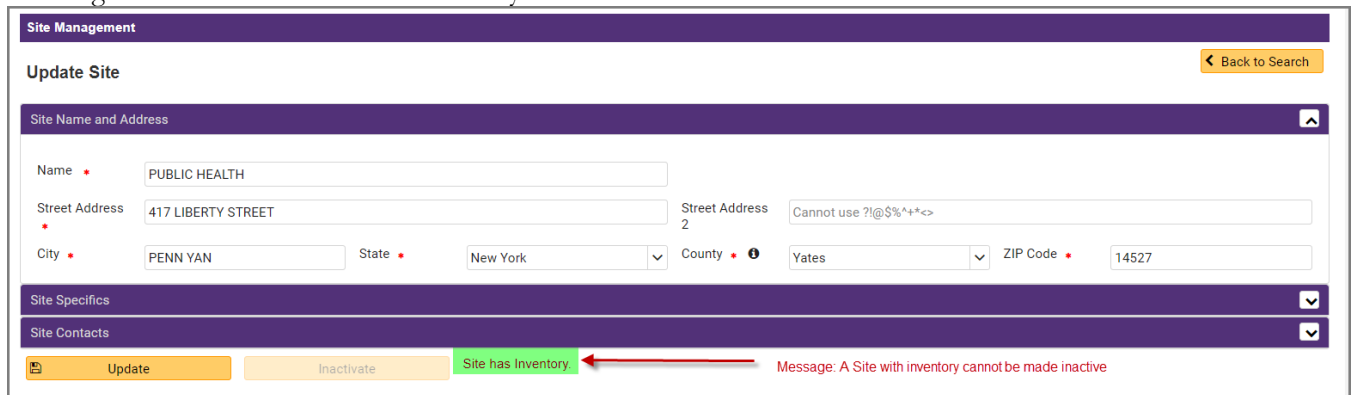 Site Management
Update Site
Back to Search
Site Name and Address
Name *
PUBLIC HEALTH
Street Address *
417 LIBERTY STREET
Street Address 2
Cannot use ?!@$%^+*<>
City *
PENN YAN
State *
New York
County *
Yates
ZIP Code *
14527
Site Specifics
Site Contacts
Update
Inactivate
Site has Inventory.
Message: A Site with inventory cannot be made inactive